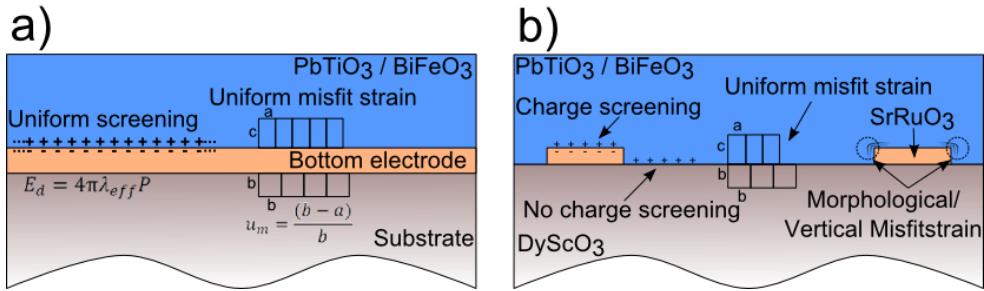 a)
PbTiO3 / BiFeO3
Uniform misfit strain
Uniform screening
a
c
+ + + + + + + + + + +
- - - - - - - - - - -
Bottom electrode
E_d = 4πλ_eff P
b
b
u_m = (b − a)/b
Substrate
b)
PbTiO3 / BiFeO3
Charge screening
Uniform misfit strain
SrRuO3
a
c
+ + + + +
- - - - -
+ + + + + +
b
b
No charge screening
Morphological/
Vertical Misfitstrain
DyScO3